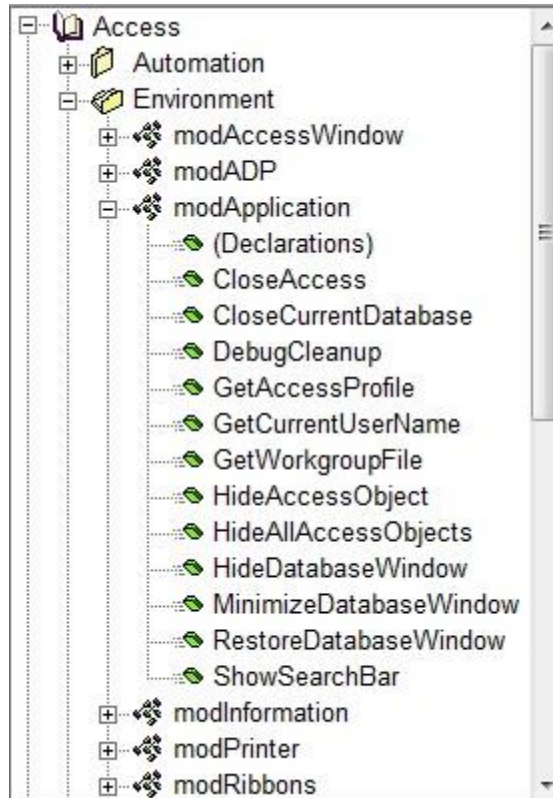 Access
Automation
Environment
modAccessWindow
modADP
modApplication
(Declarations)
CloseAccess
CloseCurrentDatabase
DebugCleanup
GetAccessProfile
GetCurrentUserName
GetWorkgroupFile
HideAccessObject
HideAllAccessObjects
HideDatabaseWindow
MinimizeDatabaseWindow
RestoreDatabaseWindow
ShowSearchBar
modInformation
modPrinter
modRibbons